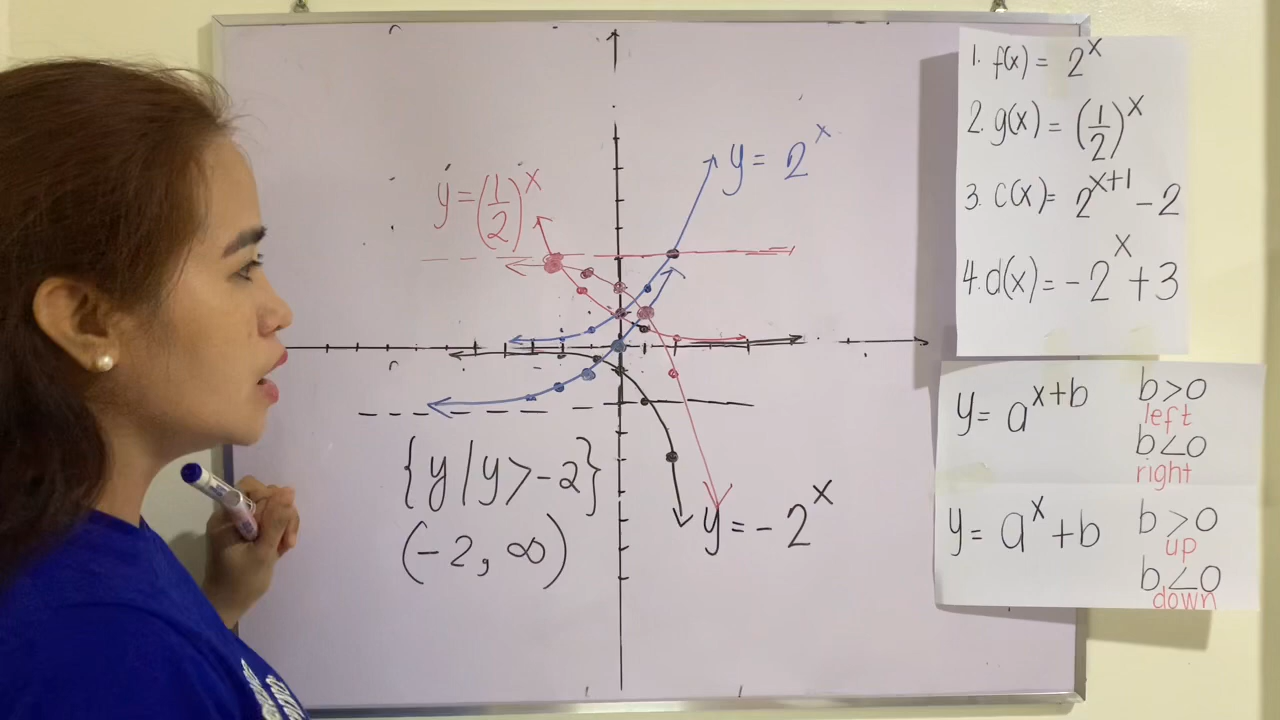 y = 2^x
y = (1/2)^x
{y | y > -2}
(-2, ∞)
y = -2^x
1. f(x) = 2^x
2. g(x) = (1/2)^x
3. c(x) = 2^(x+1) - 2
4. d(x) = -2^x + 3
y = a^(x+b) b > 0
left
b < 0
right
y = a^x + b b > 0
up
b < 0
down